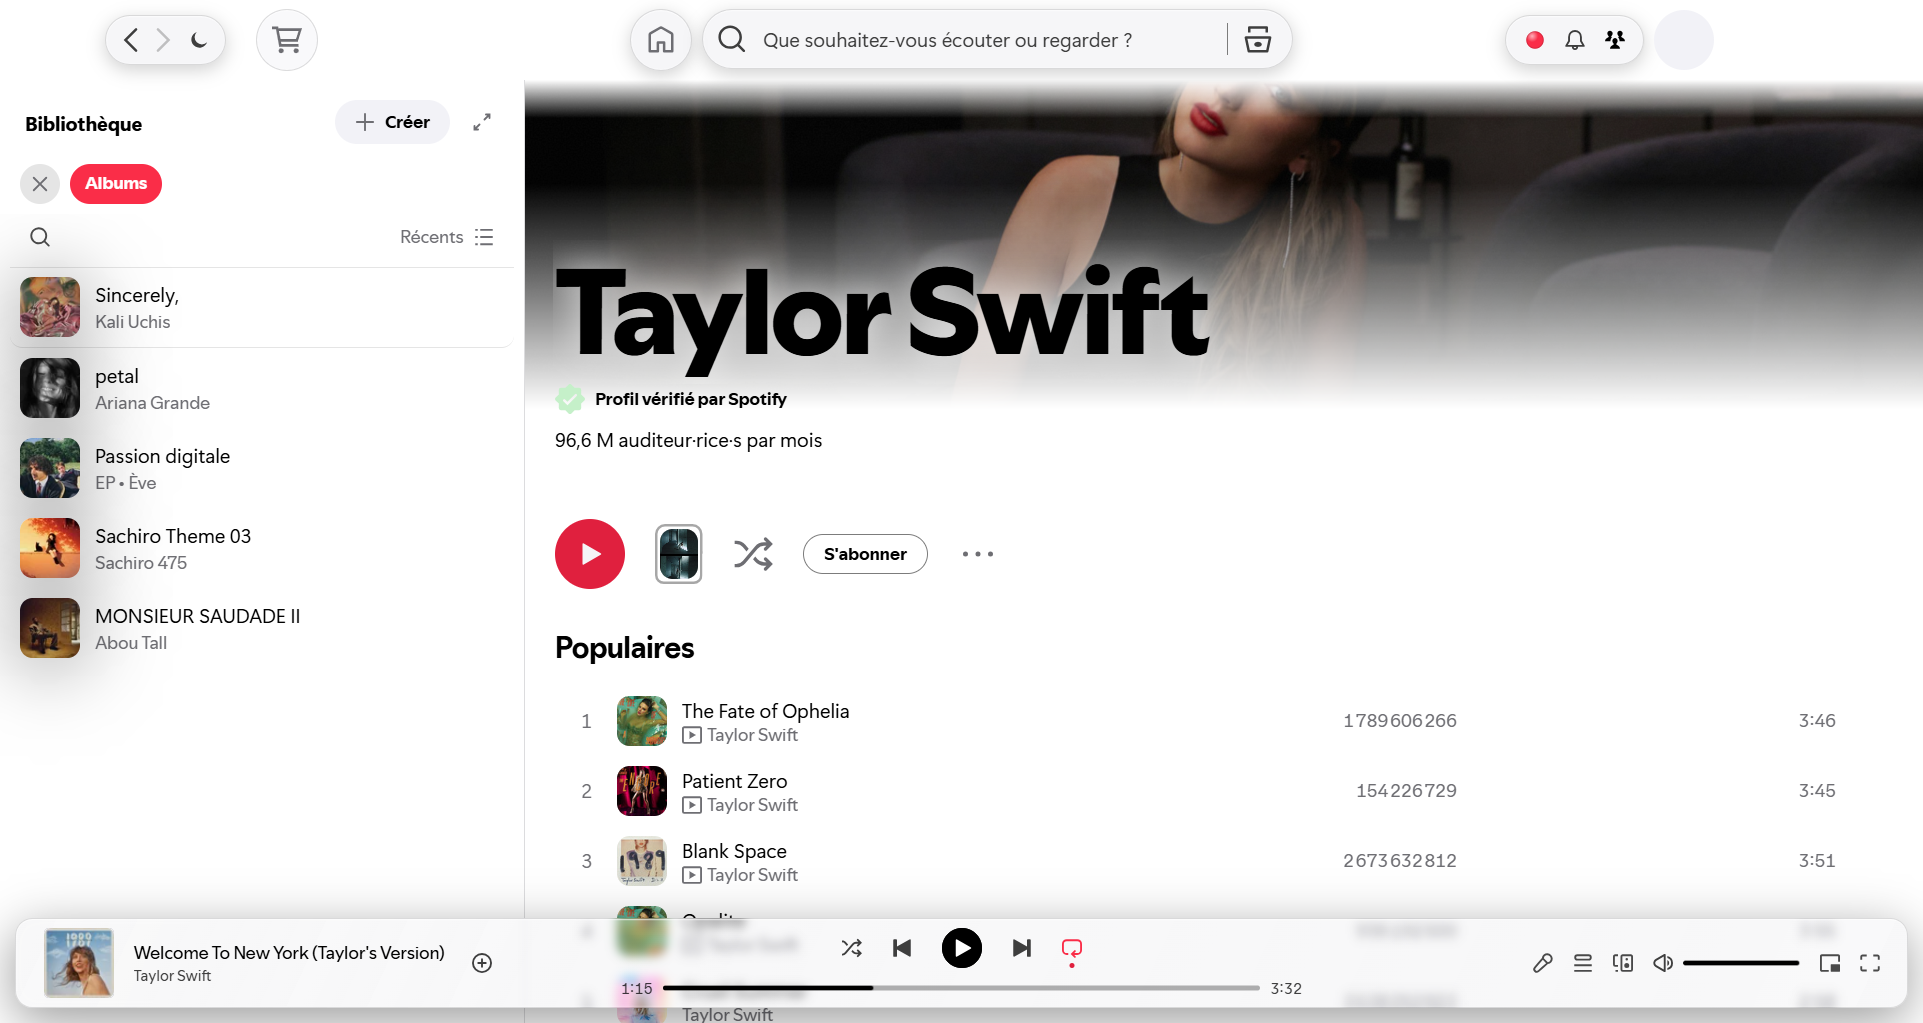 Que souhaitez-vous écouter ou regarder ?
Bibliothèque
Créer
Albums
Récents
Sincerely,
Kali Uchis
petal
Ariana Grande
Passion digitale
EP • Ève
Sachiro Theme 03
Sachiro 475
MONSIEUR SAUDADE II
Abou Tall
Taylor Swift
Profil vérifié par Spotify
96,6 M auditeur·rice·s par mois
S'abonner
Populaires
1 The Fate of Ophelia 1 789 606 266 3:46
Taylor Swift
2 Patient Zero 154 226 729 3:45
Taylor Swift
3 Blank Space 2 673 632 812 3:51
Taylor Swift
Taylor Swift
Taylor Swift
Welcome To New York (Taylor's Version)
Taylor Swift
1:15
3:32